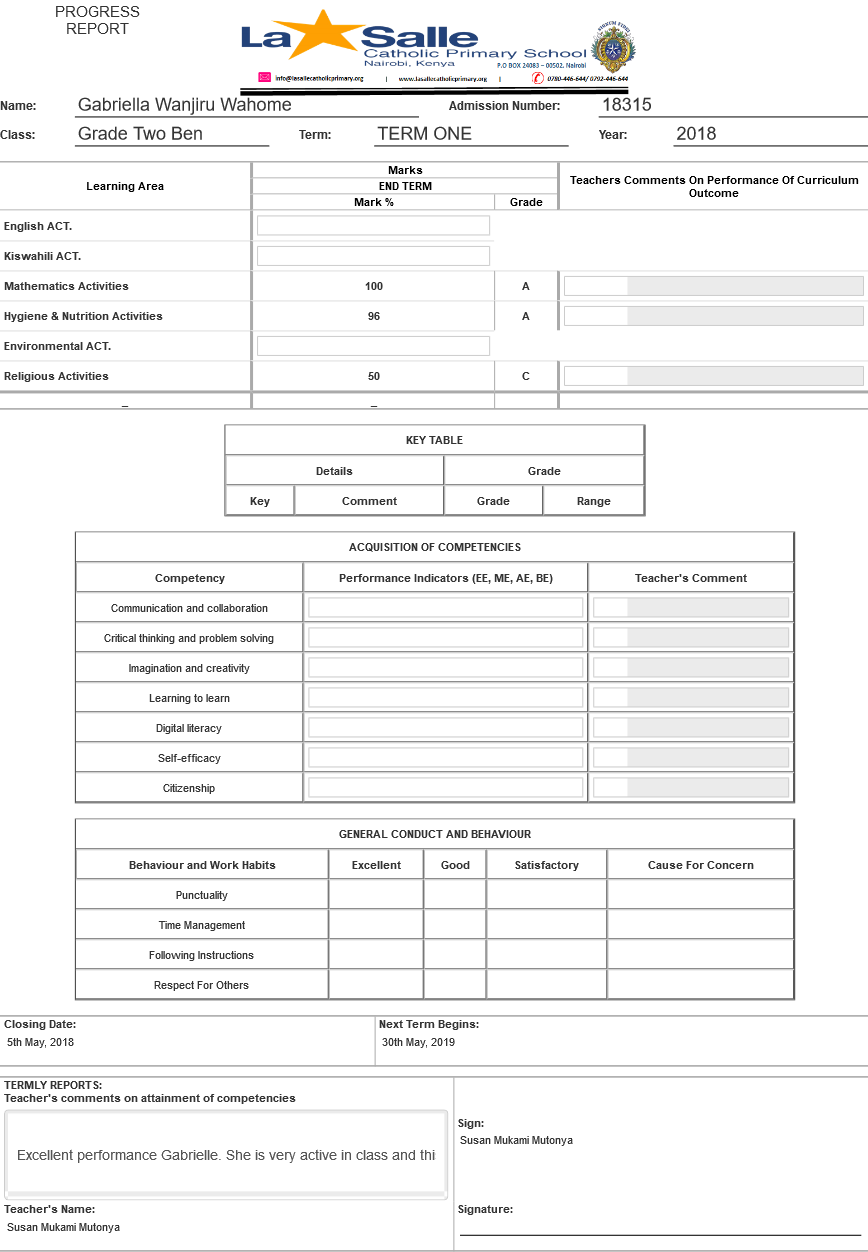 PROGRESS
REPORT
La Salle
Catholic Primary School
Nairobi, Kenya
P.O BOX 24083 – 00502, Nairobi
info@lasallecatholicprimary.org | www.lasallecatholicprimary.org | 0780-446-644/ 0792-446-644
Name: Gabriella Wanjiru Wahome Admission Number: 18315
Class: Grade Two Ben Term: TERM ONE Year: 2018
Learning Area Marks Teachers Comments On Performance Of Curriculum Outcome
END TERM
Mark % Grade
English ACT.
Kiswahili ACT.
Mathematics Activities 100 A
Hygiene & Nutrition Activities 96 A
Environmental ACT.
Religious Activities 50 C
_ _
KEY TABLE
Details Grade
Key Comment Grade Range
ACQUISITION OF COMPETENCIES
Competency Performance Indicators (EE, ME, AE, BE) Teacher's Comment
Communication and collaboration
Critical thinking and problem solving
Imagination and creativity
Learning to learn
Digital literacy
Self-efficacy
Citizenship
GENERAL CONDUCT AND BEHAVIOUR
Behaviour and Work Habits Excellent Good Satisfactory Cause For Concern
Punctuality
Time Management
Following Instructions
Respect For Others
Closing Date: Next Term Begins:
5th May, 2018 30th May, 2019
TERMLY REPORTS:
Teacher's comments on attainment of competencies
Excellent performance Gabrielle. She is very active in class and thi
Sign:
Susan Mukami Mutonya
Teacher's Name: Signature:
Susan Mukami Mutonya